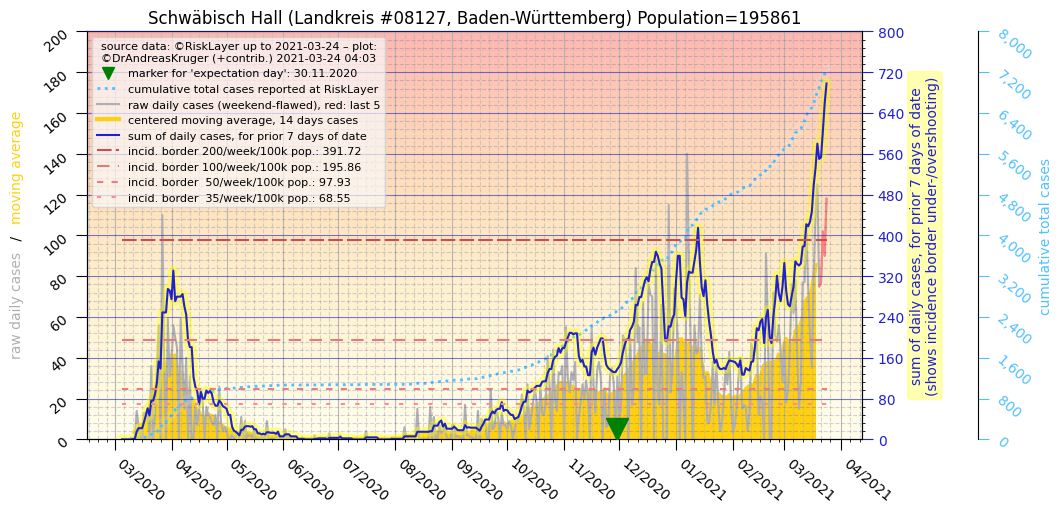 Schwäbisch Hall (Landkreis #08127, Baden-Württemberg) Population=195861
source data: ©RiskLayer up to 2021-03-24 – plot:
©DrAndreasKruger (+contrib.) 2021-03-24 04:03
marker for 'expectation day': 30.11.2020
cumulative total cases reported at RiskLayer
raw daily cases (weekend-flawed), red: last 5
centered moving average, 14 days cases
sum of daily cases, for prior 7 days of date
incid. border 200/week/100k pop.: 391.72
incid. border 100/week/100k pop.: 195.86
incid. border  50/week/100k pop.: 97.93
incid. border  35/week/100k pop.: 68.55
raw daily cases / moving average
200
180
160
140
120
100
80
60
40
20
0
03/2020
04/2020
05/2020
06/2020
07/2020
08/2020
09/2020
10/2020
11/2020
12/2020
01/2021
02/2021
03/2021
04/2021
800
720
640
560
480
400
320
240
160
80
0
sum of daily cases, for prior 7 days of date
(shows incidence border under-/overshooting)
8,000
7,200
6,400
5,600
4,800
4,000
3,200
2,400
1,600
800
0
cumulative total cases